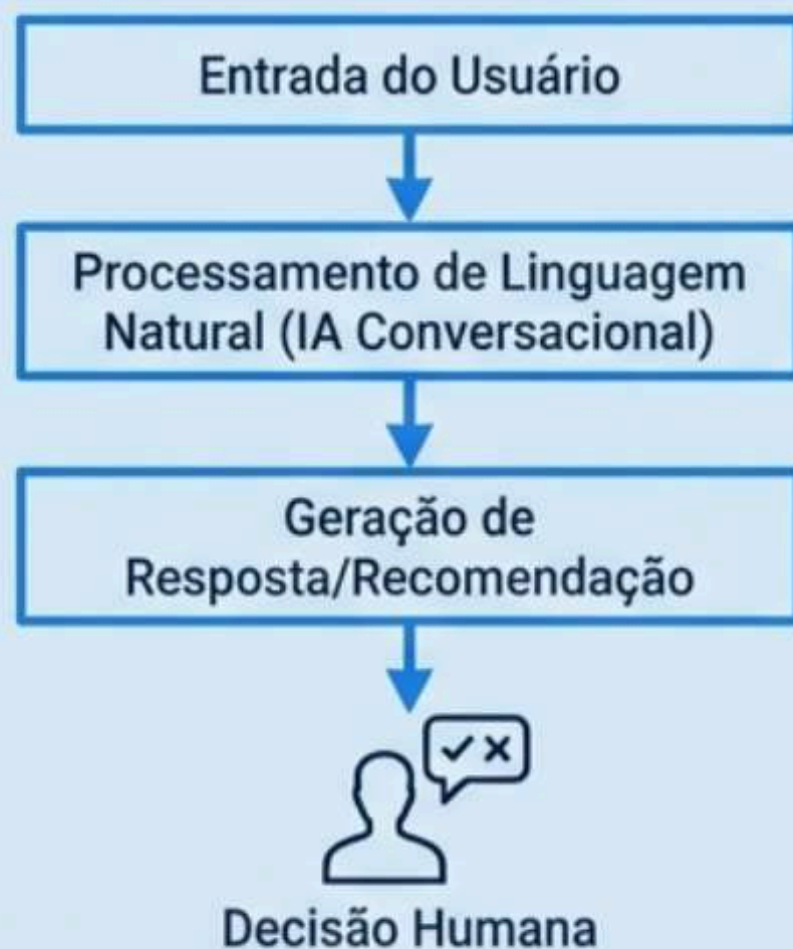 Entrada do Usuário
Processamento de Linguagem
Natural (IA Conversacional)
Geração de
Resposta/Recomendação
Decisão Humana